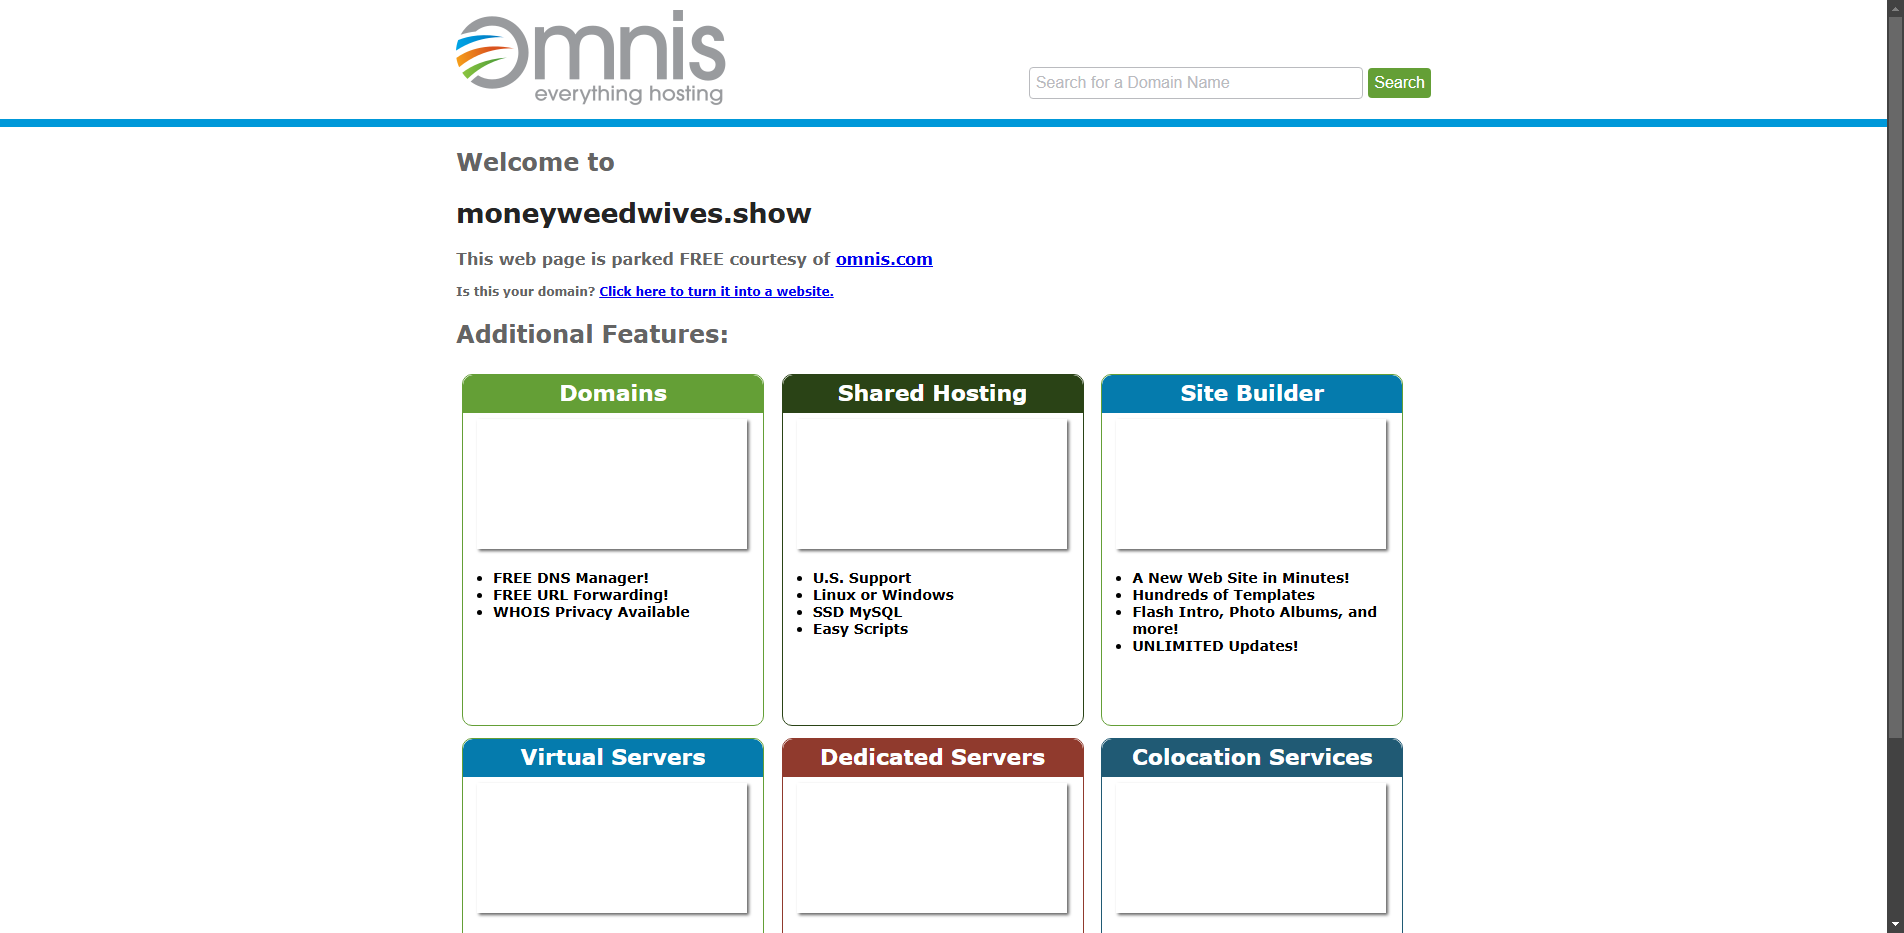 Omnis
everything hosting
Search for a Domain Name
Search
Welcome to
moneyweedwives.show
This web page is parked FREE courtesy of omnis.com
Is this your domain? Click here to turn it into a website.
Additional Features:
Domains
FREE DNS Manager!
FREE URL Forwarding!
WHOIS Privacy Available
Shared Hosting
U.S. Support
Linux or Windows
SSD MySQL
Easy Scripts
Site Builder
A New Web Site in Minutes!
Hundreds of Templates
Flash Intro, Photo Albums, and
more!
UNLIMITED Updates!
Virtual Servers
Dedicated Servers
Colocation Services